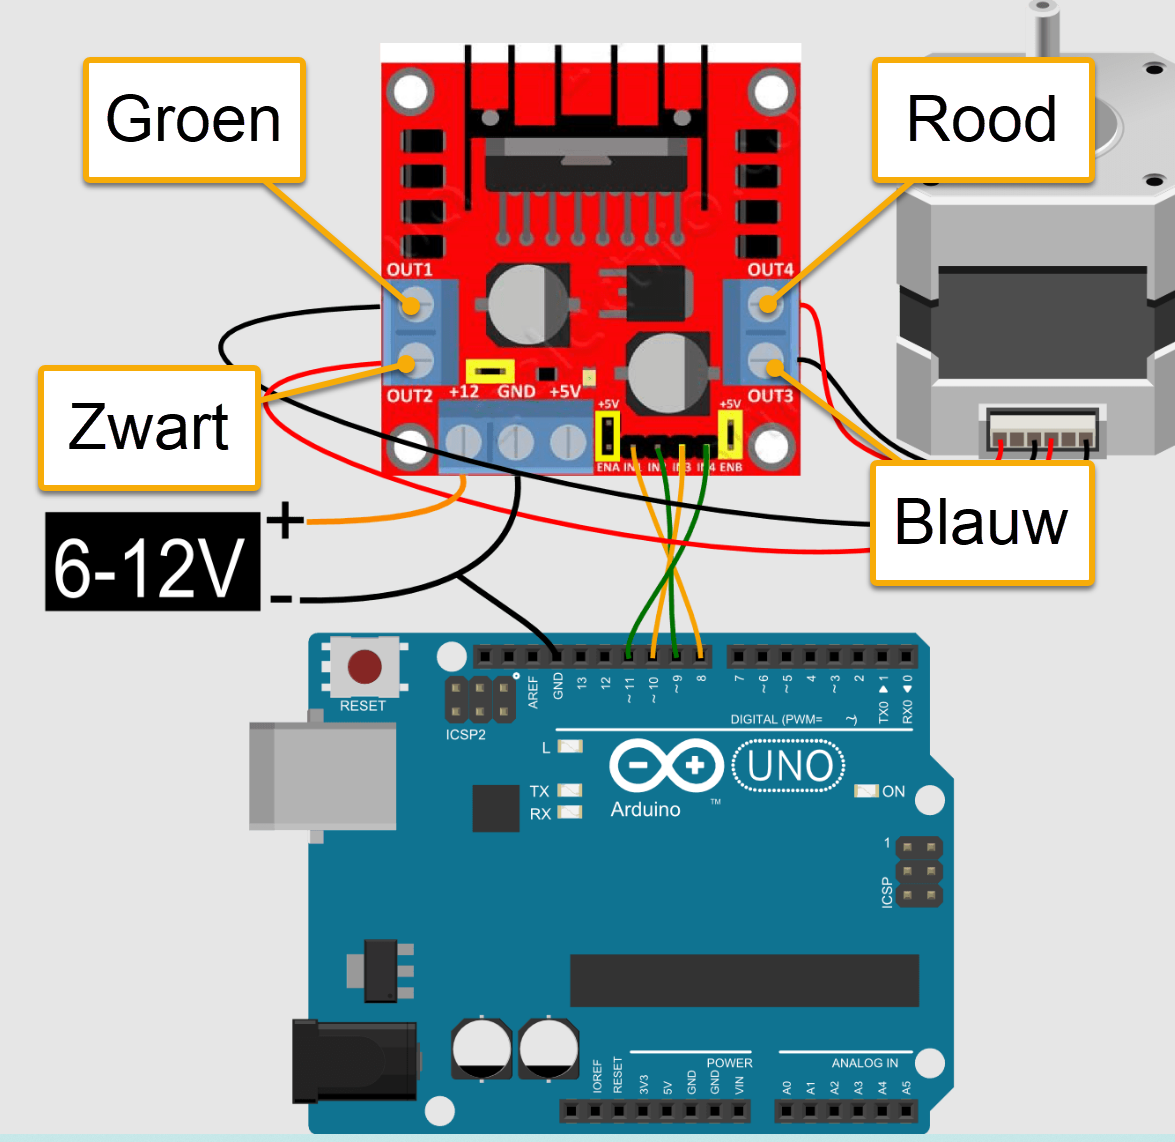 Groen
Rood
OUT1
OUT4
OUT2
OUT3
+12 GND +5V
+5V
+5V
ENA IN1 IN2 IN3 IN4 ENB
Zwart
Blauw
6-12V
+
-
RESET
ICSP2
AREF
GND
13
12
~11
~10
~9
8
7
~6
~5
4
~3
2
TX0 ▶ 1
RX0 ◀ 0
DIGITAL (PWM= ~)
L
TX
RX
Arduino
TM
UNO
ON
1
ICSP
POWER
ANALOG IN
IOREF
RESET
3V3
5V
GND
GND
VIN
A0
A1
A2
A3
A4
A5